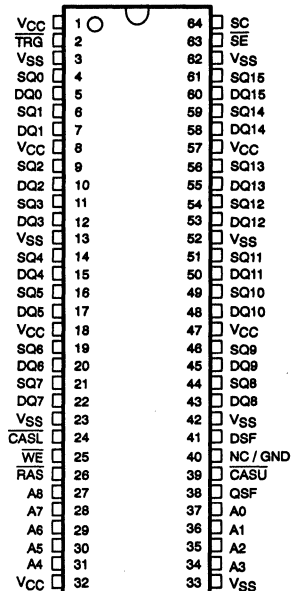 VCC 1 64 SC
TRG 2 63 SE
VSS 3 62 VSS
SQ0 4 61 SQ15
DQ0 5 60 DQ15
SQ1 6 59 SQ14
DQ1 7 58 DQ14
VCC 8 57 VCC
SQ2 9 56 SQ13
DQ2 10 55 DQ13
SQ3 11 54 SQ12
DQ3 12 53 DQ12
VSS 13 52 VSS
SQ4 14 51 SQ11
DQ4 15 50 DQ11
SQ5 16 49 SQ10
DQ5 17 48 DQ10
VCC 18 47 VCC
SQ6 19 46 SQ9
DQ6 20 45 DQ9
SQ7 21 44 SQ8
DQ7 22 43 DQ8
VSS 23 42 VSS
CASL 24 41 DSF
WE 25 40 NC / GND
RAS 26 39 CASU
A8 27 38 QSF
A7 28 37 A0
A6 29 36 A1
A5 30 35 A2
A4 31 34 A3
VCC 32 33 VSS